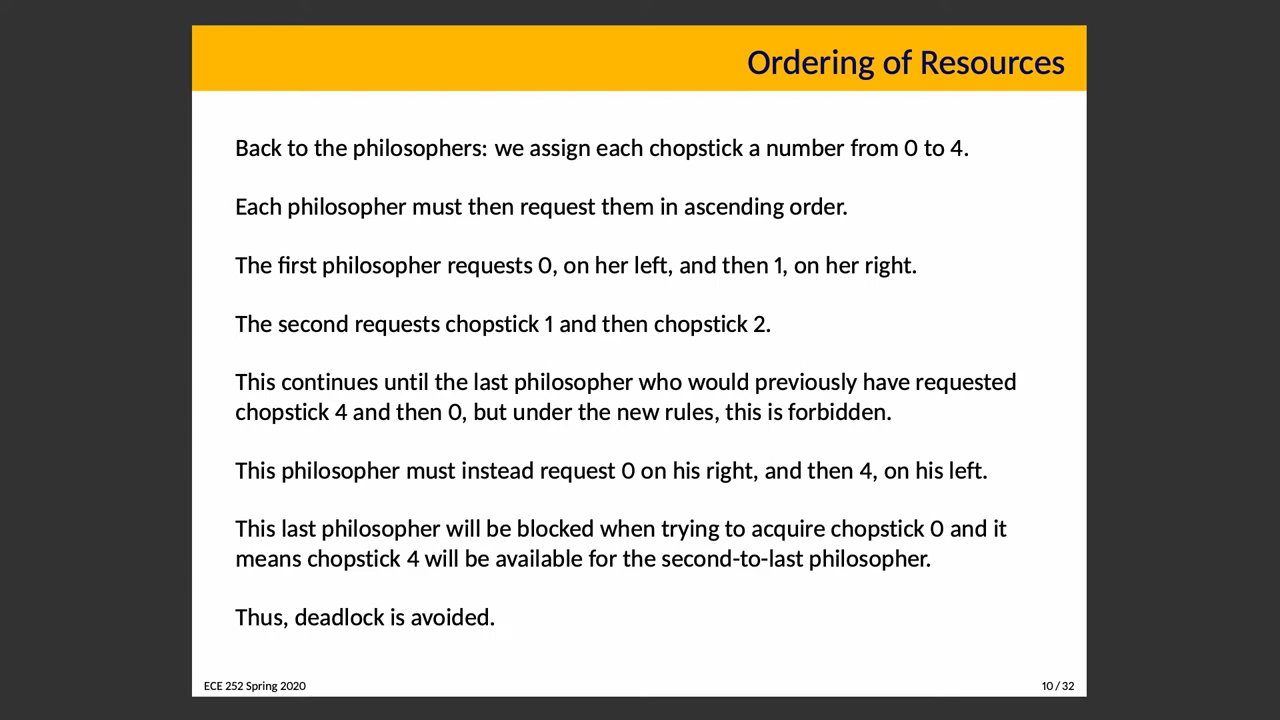 Ordering of Resources
Back to the philosophers: we assign each chopstick a number from 0 to 4.
Each philosopher must then request them in ascending order.
The first philosopher requests 0, on her left, and then 1, on her right.
The second requests chopstick 1 and then chopstick 2.
This continues until the last philosopher who would previously have requested
chopstick 4 and then 0, but under the new rules, this is forbidden.
This philosopher must instead request 0 on his right, and then 4, on his left.
This last philosopher will be blocked when trying to acquire chopstick 0 and it
means chopstick 4 will be available for the second-to-last philosopher.
Thus, deadlock is avoided.
ECE 252 Spring 2020
10 / 32